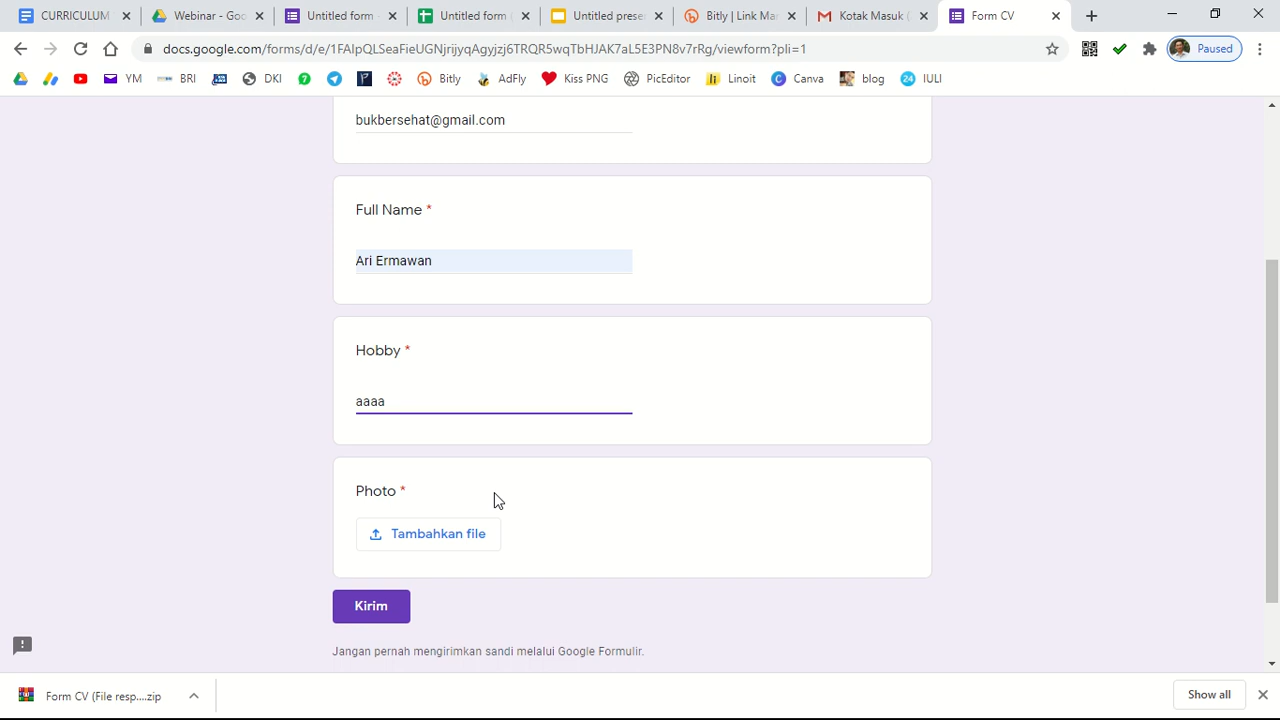 CURRICULUM
Webinar - Goo
Untitled form -
Untitled form (
Untitled prese
Bitly | Link Mar
Kotak Masuk (
Form CV
docs.google.com/forms/d/e/1FAIpQLSeaFieUGNjrijyqAgyjzj6TRQR5wqTbHJAK7aL5E3PN8v7rRg/viewform?pli=1
Paused
YM
BRI
DKI
Bitly
AdFly
Kiss PNG
PicEditor
Linno
Canva
blog
IULI
bukbersehat@gmail.com
Full Name *
Ari Ermawan
Hobby *
aaaa
Photo *
Tambahkan file
Kirim
Jangan pernah mengirimkan sandi melalui Google Formulir.
Form CV (File resp....zip
Show all